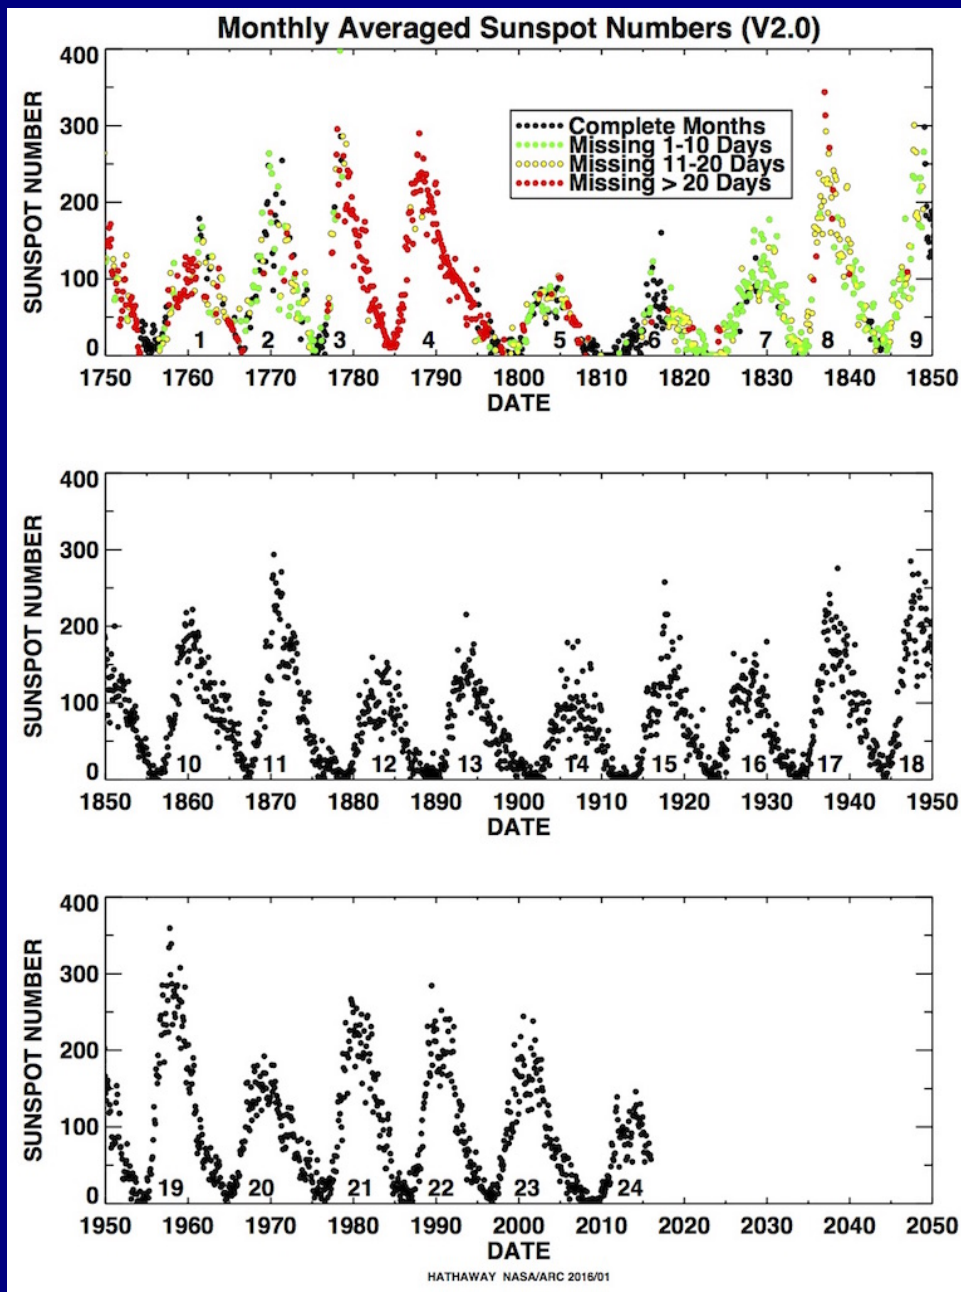 Monthly Averaged Sunspot Numbers (V2.0)
400
300
200
100
0
SUNSPOT NUMBER
Complete Months
Missing 1-10 Days
Missing 11-20 Days
Missing > 20 Days
1 2 3 4 5 6 7 8 9
1750 1760 1770 1780 1790 1800 1810 1820 1830 1840 1850
DATE
400
300
200
100
0
SUNSPOT NUMBER
10 11 12 13 14 15 16 17 18
1850 1860 1870 1880 1890 1900 1910 1920 1930 1940 1950
DATE
400
300
200
100
0
SUNSPOT NUMBER
19 20 21 22 23 24
1950 1960 1970 1980 1990 2000 2010 2020 2030 2040 2050
DATE
HATHAWAY NASA/ARC 2016/01